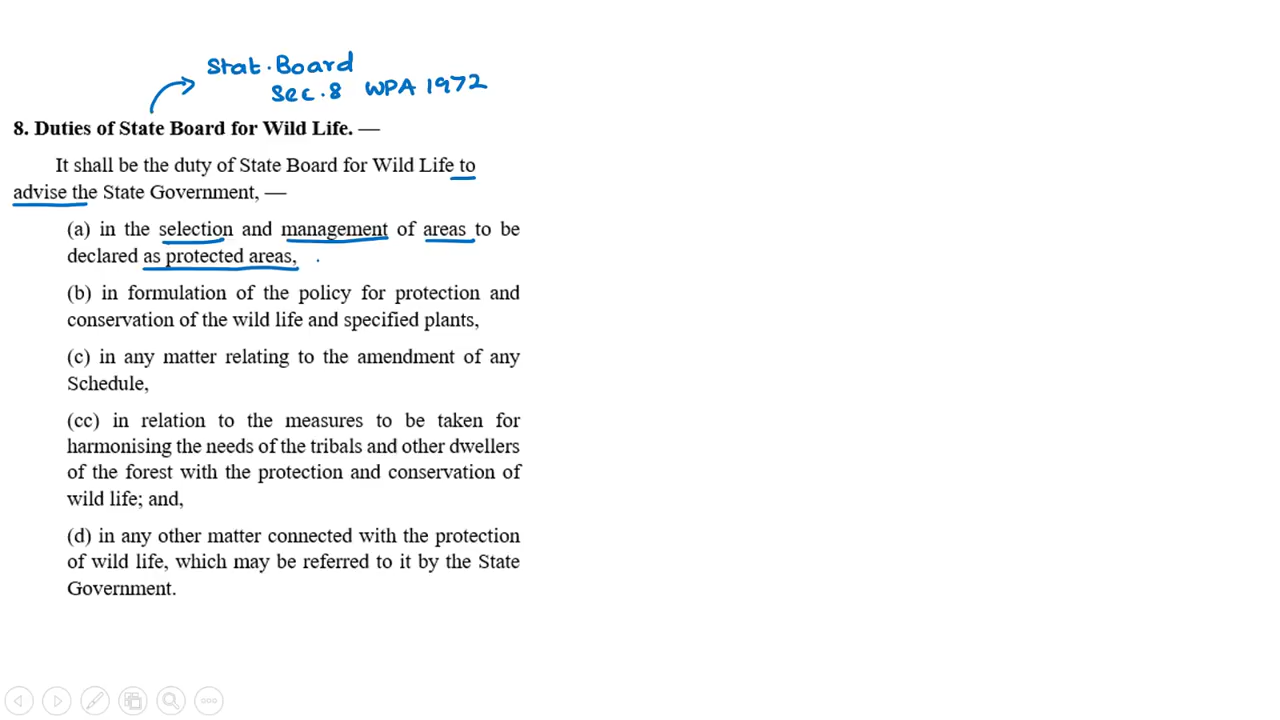 Stat. Board
Sec. 8 WPA 1972
8. Duties of State Board for Wild Life. —
It shall be the duty of State Board for Wild Life to
advise the State Government, —
(a) in the selection and management of areas to be
declared as protected areas,
(b) in formulation of the policy for protection and
conservation of the wild life and specified plants,
(c) in any matter relating to the amendment of any
Schedule,
(cc) in relation to the measures to be taken for
harmonising the needs of the tribals and other dwellers
of the forest with the protection and conservation of
wild life; and,
(d) in any other matter connected with the protection
of wild life, which may be referred to it by the State
Government.